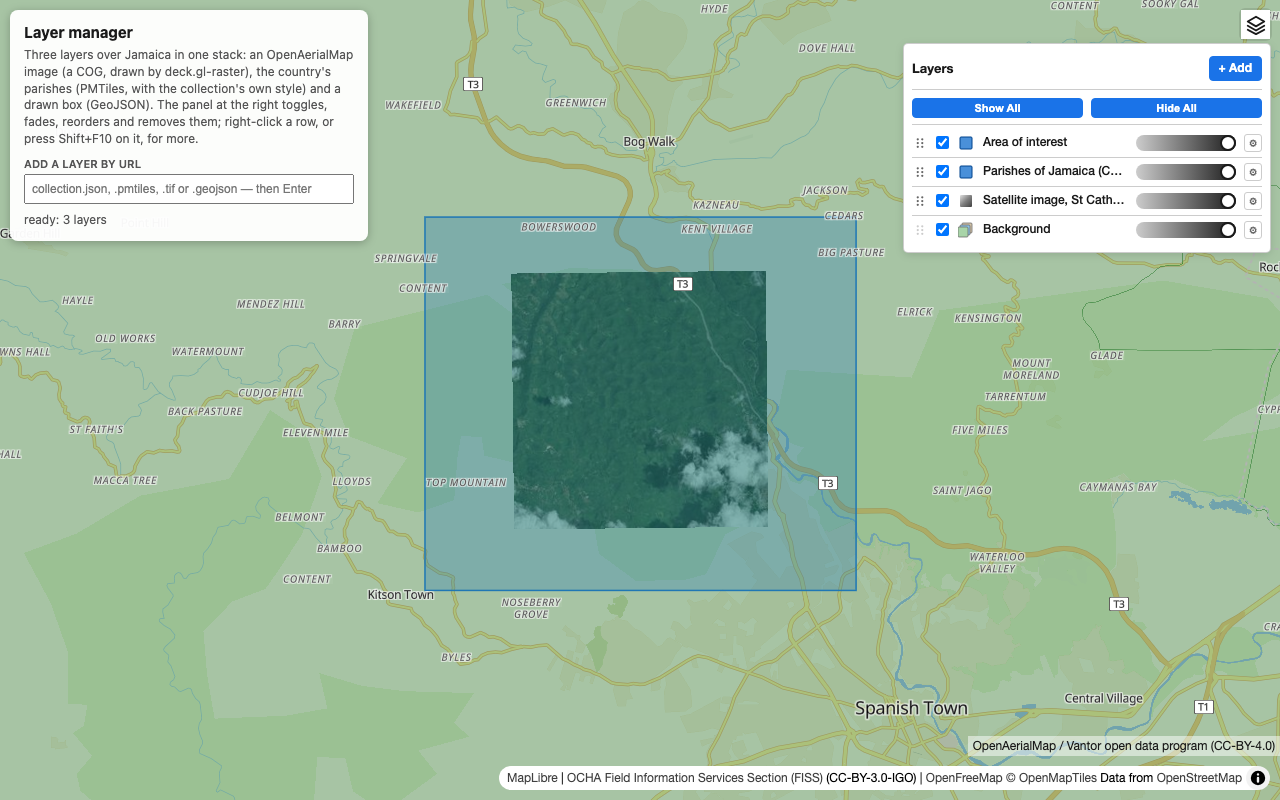 Layer manager
Three layers over Jamaica in one stack: an OpenAerialMap
image (a COG, drawn by deck.gl-raster), the country's
parishes (PMTiles, with the collection's own style) and a
drawn box (GeoJSON). The panel at the right toggles,
fades, reorders and removes them; right-click a row, or
press Shift+F10 on it, for more.
ADD A LAYER BY URL
collection.json, .pmtiles, .tif or .geojson — then Enter
ready: 3 layers
Layers
+ Add
Show All
Hide All
Area of interest
Parishes of Jamaica (C...
Satellite image, St Cath...
Background
HYDE
CONTENT
SOOKY GAL
DOVE HALL
T3
WAKEFIELD
GREENWICH
Bog Walk
JACKSON
KAZNEAU
CEDARS
BOWERSWOOD
KENT VILLAGE
BIG PASTURE
SPRINGVALE
CONTENT
T3
HAYLE
MENDEZ HILL
BARRY
ELRICK
KENSINGTON
OLD WORKS
WNS HALL
WATERMOUNT
GLADE
MOUNT
MORELAND
CUDJOE HILL
TARRENTUM
BACK PASTURE
CYP
ST FAITH'S
ELEVEN MILE
FIVE MILES
HALL
MACCA TREE
LLOYDS
TOP MOUNTAIN
T3
SAINT JAGO
CAYMANAS BAY
BELMONT
BAMBOO
WATERLOO
VALLEY
CONTENT
Kitson Town
NOSEBERRY
GROVE
T3
CRA
BYLES
Spanish Town
Central Village
T1
OpenAerialMap / Vantor open data program (CC-BY-4.0)
MapLibre | OCHA Field Information Services Section (FISS) (CC-BY-3.0-IGO) | OpenFreeMap © OpenMapTiles Data from OpenStreetMap